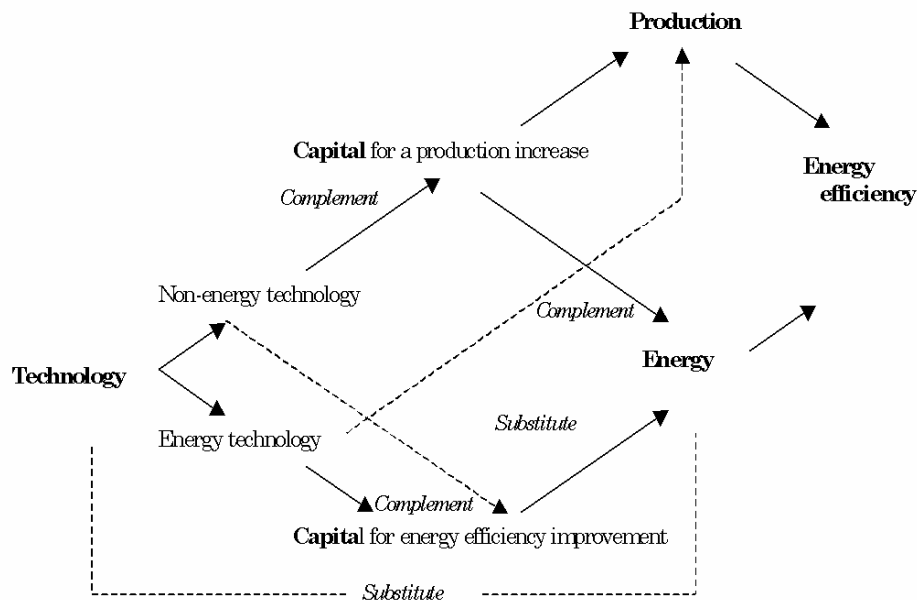 Production
Capital for a production increase
Energy
efficiency
Complement
Non-energy technology
Complement
Energy
Technology
Substitute
Energy technology
Complement
Capital for energy efficiency improvement
Substitute